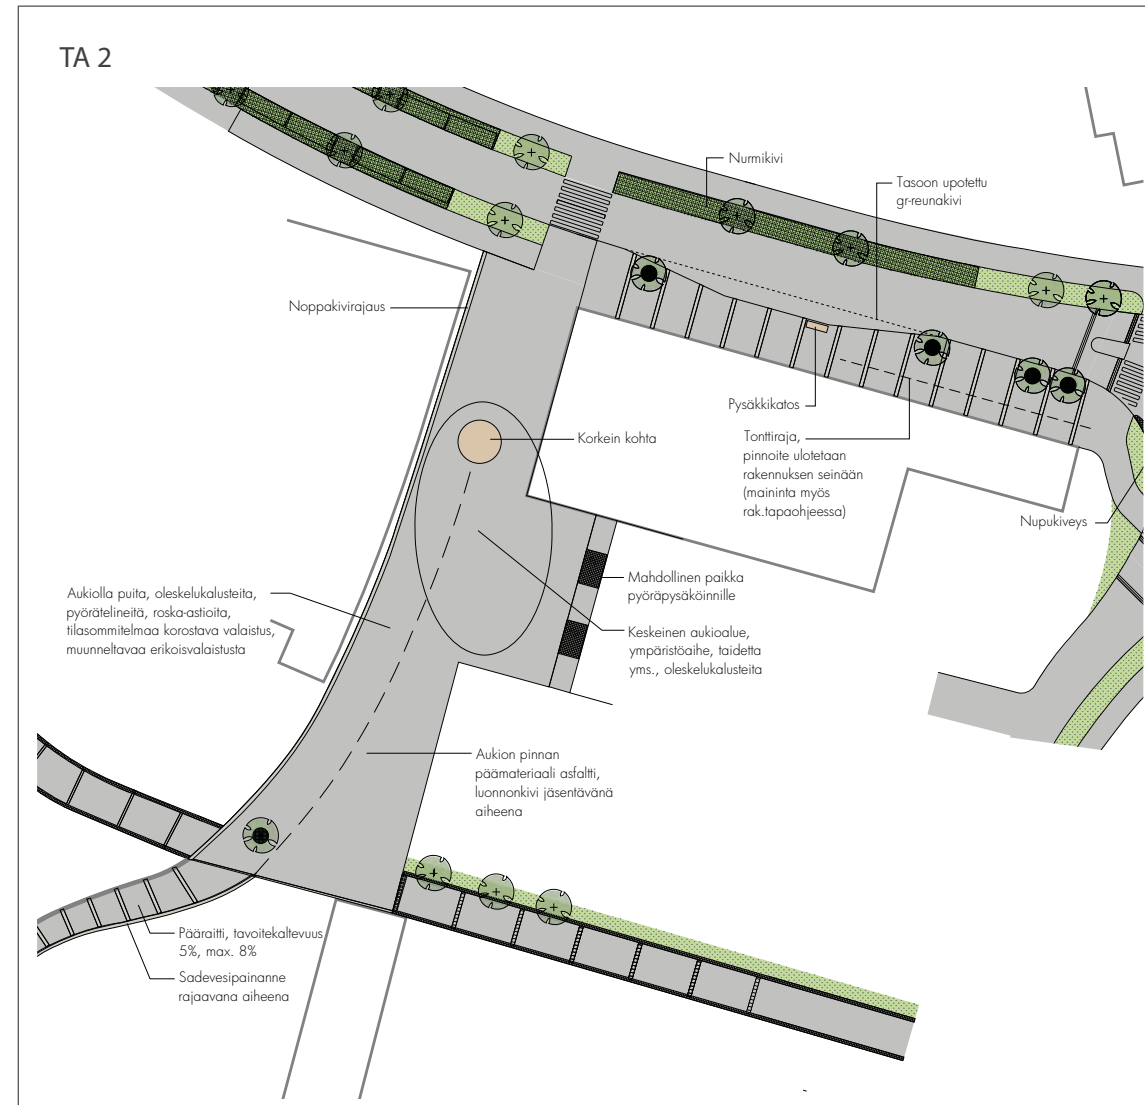 TA 2
Nurmikivi
Tasoon upotettu
gr-reunakivi
Noppakivirajaus
Pysäkkikatos
Korkein kohta
Tonttiraja,
pinnoite ulotetaan
rakennuksen seinään
(maininta myös
rak.tapaohjeessa)
Nupukiveys
Mahdollinen paikka
pyöräpysäköinnille
Aukiolla puita, oleskelukalusteita,
pyörätelineitä, roska-astioita,
tilasommitelmaa korostava valaistus,
muunneltavaa erikoisvalaistusta
Keskeinen aukioalue,
ympäristöaihe, taidetta
yms., oleskelukalusteita
Aukion pinnan
päämateriaali asfaltti,
luonnonkivi jäsentävänä
aiheena
Pääraitti, tavoitekaltevuus
5%, max. 8%
Sadevesipainanne
rajaavana aiheena